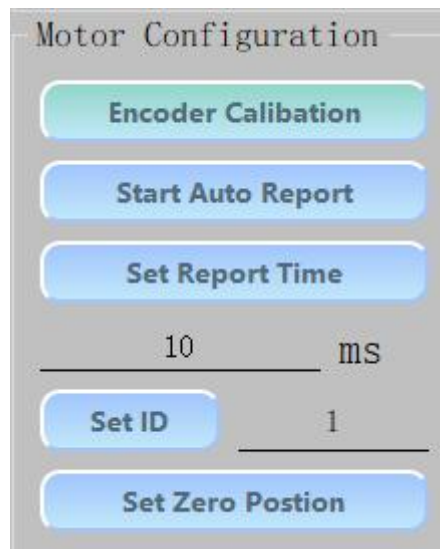 Motor Configuration
Encoder Calibation
Start Auto Report
Set Report Time
10 ms
Set ID 1
Set Zero Postion